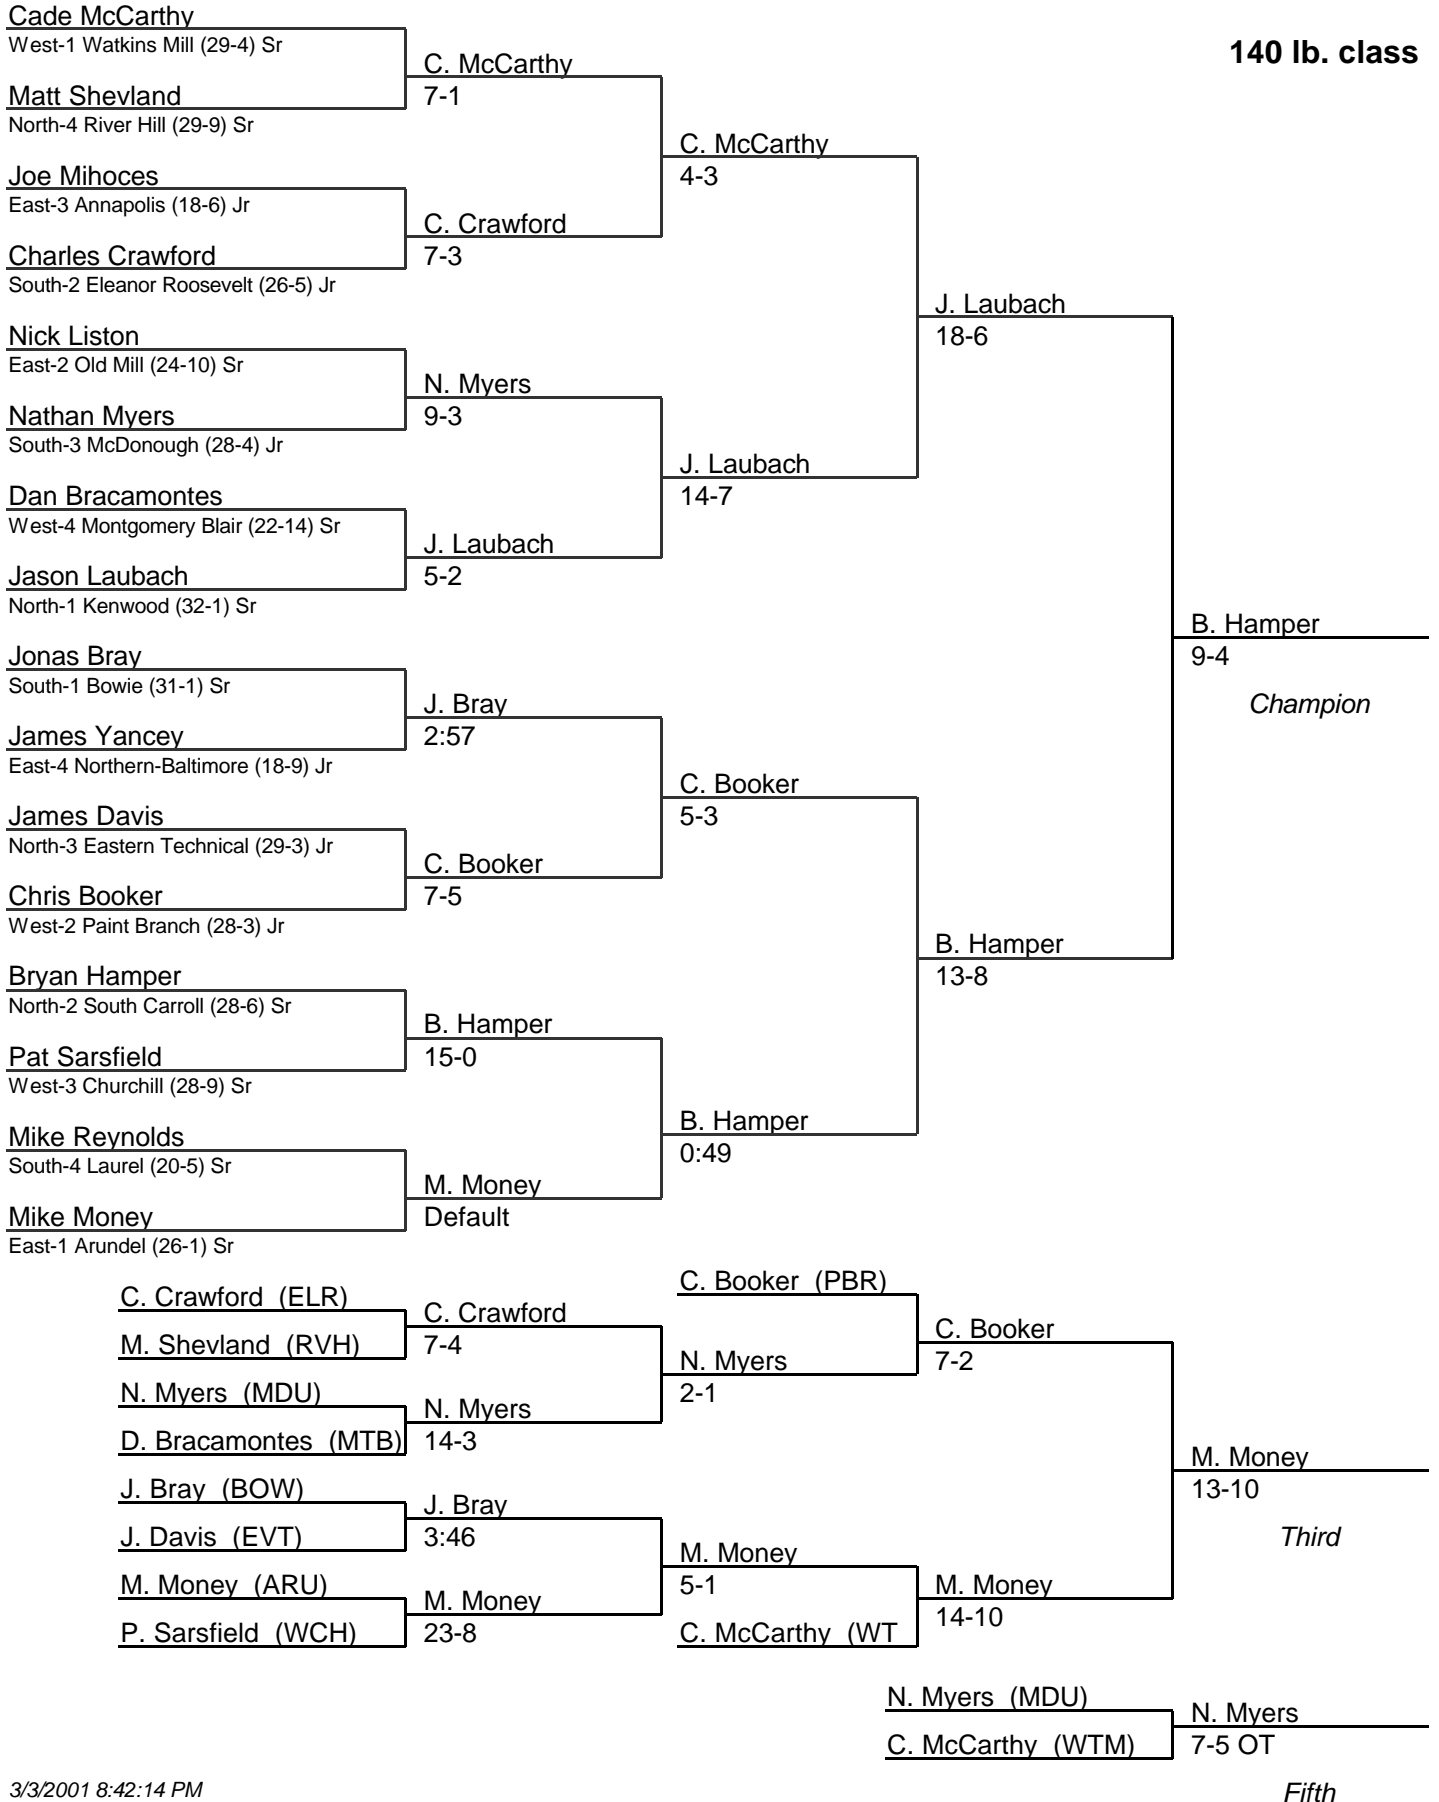 Cade McCarthy
West-1 Watkins Mill (29-4) Sr
140 lb. class
C. McCarthy
7-1
Matt Shevland
North-4 River Hill (29-9) Sr
C. McCarthy
4-3
Joe Mihoces
East-3 Annapolis (18-6) Jr
C. Crawford
7-3
Charles Crawford
South-2 Eleanor Roosevelt (26-5) Jr
J. Laubach
18-6
Nick Liston
East-2 Old Mill (24-10) Sr
N. Myers
9-3
Nathan Myers
South-3 McDonough (28-4) Jr
J. Laubach
14-7
Dan Bracamontes
West-4 Montgomery Blair (22-14) Sr
J. Laubach
5-2
Jason Laubach
North-1 Kenwood (32-1) Sr
B. Hamper
9-4
Champion
Jonas Bray
South-1 Bowie (31-1) Sr
J. Bray
2:57
James Yancey
East-4 Northern-Baltimore (18-9) Jr
C. Booker
5-3
James Davis
North-3 Eastern Technical (29-3) Jr
C. Booker
7-5
Chris Booker
West-2 Paint Branch (28-3) Jr
B. Hamper
13-8
Bryan Hamper
North-2 South Carroll (28-6) Sr
B. Hamper
15-0
Pat Sarsfield
West-3 Churchill (28-9) Sr
B. Hamper
0:49
Mike Reynolds
South-4 Laurel (20-5) Sr
M. Money
Default
Mike Money
East-1 Arundel (26-1) Sr
C. Crawford (ELR)
C. Crawford
7-4
M. Shevland (RVH)
C. Booker (PBR)
C. Booker
7-2
N. Myers
2-1
N. Myers (MDU)
N. Myers
14-3
D. Bracamontes (MTB)
M. Money
13-10
Third
J. Bray (BOW)
J. Bray
3:46
J. Davis (EVT)
M. Money
5-1
M. Money (ARU)
M. Money
23-8
P. Sarsfield (WCH)
C. McCarthy (WT
M. Money
14-10
N. Myers (MDU)
N. Myers
7-5 OT
C. McCarthy (WTM)
Fifth
3/3/2001 8:42:14 PM